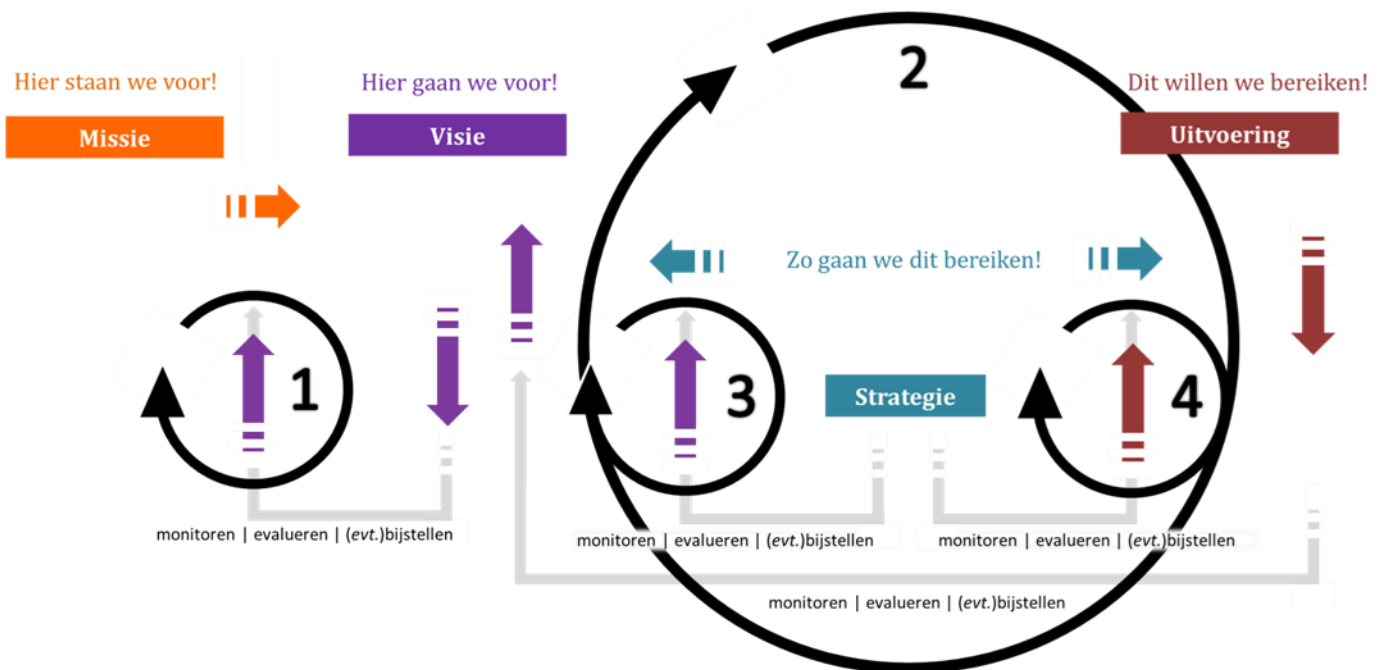 2
Hier staan we voor!
Hier gaan we voor!
Dit willen we bereiken!
Missie
Visie
Uitvoering
Zo gaan we dit bereiken!
1
3
Strategie
4
monitoren | evalueren | (evt.)bijstellen
monitoren | evalueren | (evt.)bijstellen
monitoren | evalueren | (evt.)bijstellen
monitoren | evalueren | (evt.)bijstellen